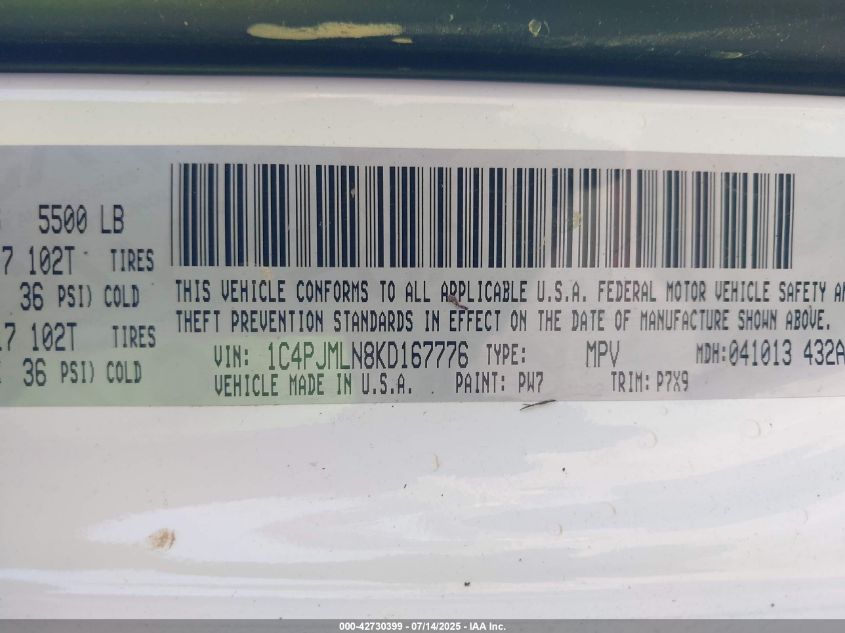 5500 LB
7 102T TIRES
36 PSI) COLD
7 102T TIRES
36 PSI) COLD
THIS VEHICLE CONFORMS TO ALL APPLICABLE U.S.A. FEDERAL MOTOR VEHICLE SAFETY AN
THEFT PREVENTION STANDARDS IN EFFECT ON THE DATE OF MANUFACTURE SHOWN ABOVE.
VIN: 1C4PJMLN8KD167776 TYPE: MPV MDH:041013 432A
VEHICLE MADE IN U.S.A. PAINT: PW7 TRIM: P7X9
000-42730399 - 07/14/2025 - IAA Inc.